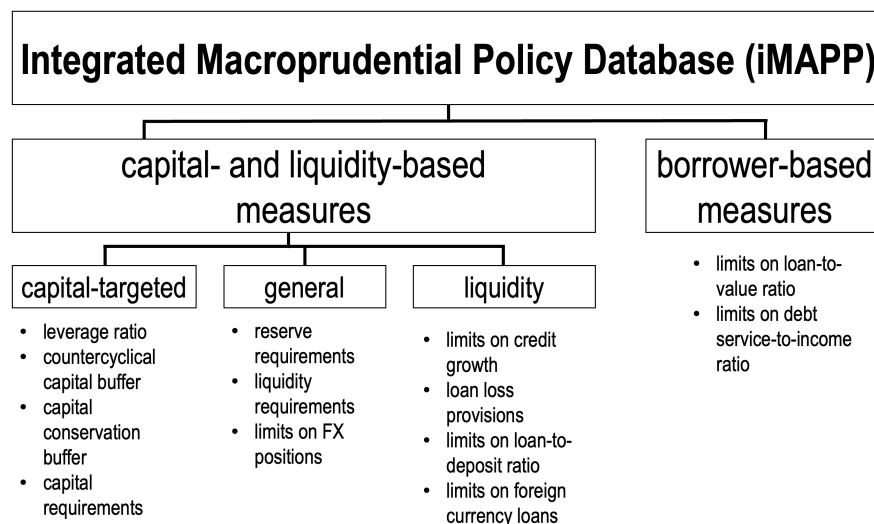 Integrated Macroprudential Policy Database (iMAPP)
capital- and liquidity-based
measures
borrower-based
measures
capital-targeted
• leverage ratio
• countercyclical
capital buffer
• capital
conservation
buffer
• capital
requirements
general
• reserve
requirements
• liquidity
requirements
• limits on FX
positions
liquidity
• limits on credit
growth
• loan loss
provisions
• limits on loan-to-
deposit ratio
• limits on foreign
currency loans
• limits on loan-to-
value ratio
• limits on debt
service-to-income
ratio